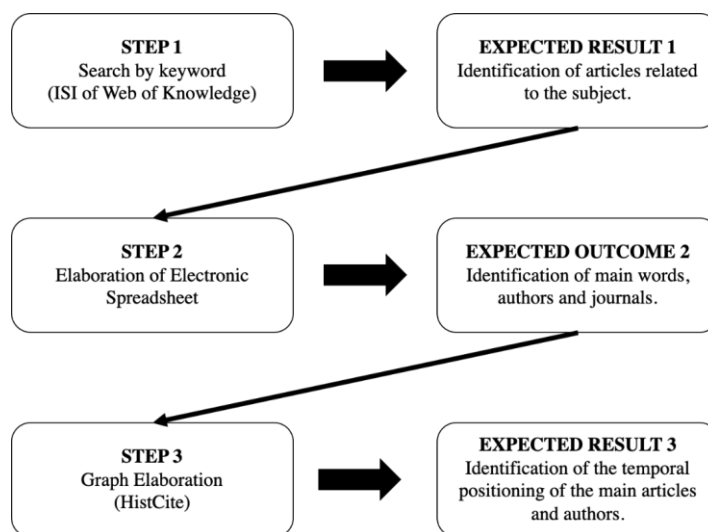 STEP 1
Search by keyword
(ISI of Web of Knowledge)
EXPECTED RESULT 1
Identification of articles related
to the subject.
STEP 2
Elaboration of Electronic
Spreadsheet
EXPECTED OUTCOME 2
Identification of main words,
authors and journals.
STEP 3
Graph Elaboration
(HistCite)
EXPECTED RESULT 3
Identification of the temporal
positioning of the main articles
and authors.